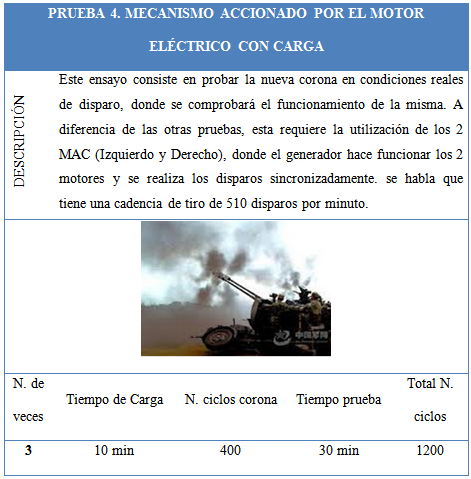 PRUEBA 4. MECANISMO ACCIONADO POR EL MOTOR
ELÉCTRICO CON CARGA
DESCRIPCIÓN
Este ensayo consiste en probar la nueva corona en condiciones reales
de disparo, donde se comprobará el funcionamiento de la misma. A
diferencia de las otras pruebas, esta requiere la utilización de los 2
MAC (Izquierdo y Derecho), donde el generador hace funcionar los 2
motores y se realiza los disparos sincronizadamente. se habla que
tiene una cadencia de tiro de 510 disparos por minuto.
中国军网
N. de
veces
Tiempo de Carga
N. ciclos corona
Tiempo prueba
Total N.
ciclos
3 10 min 400 30 min 1200